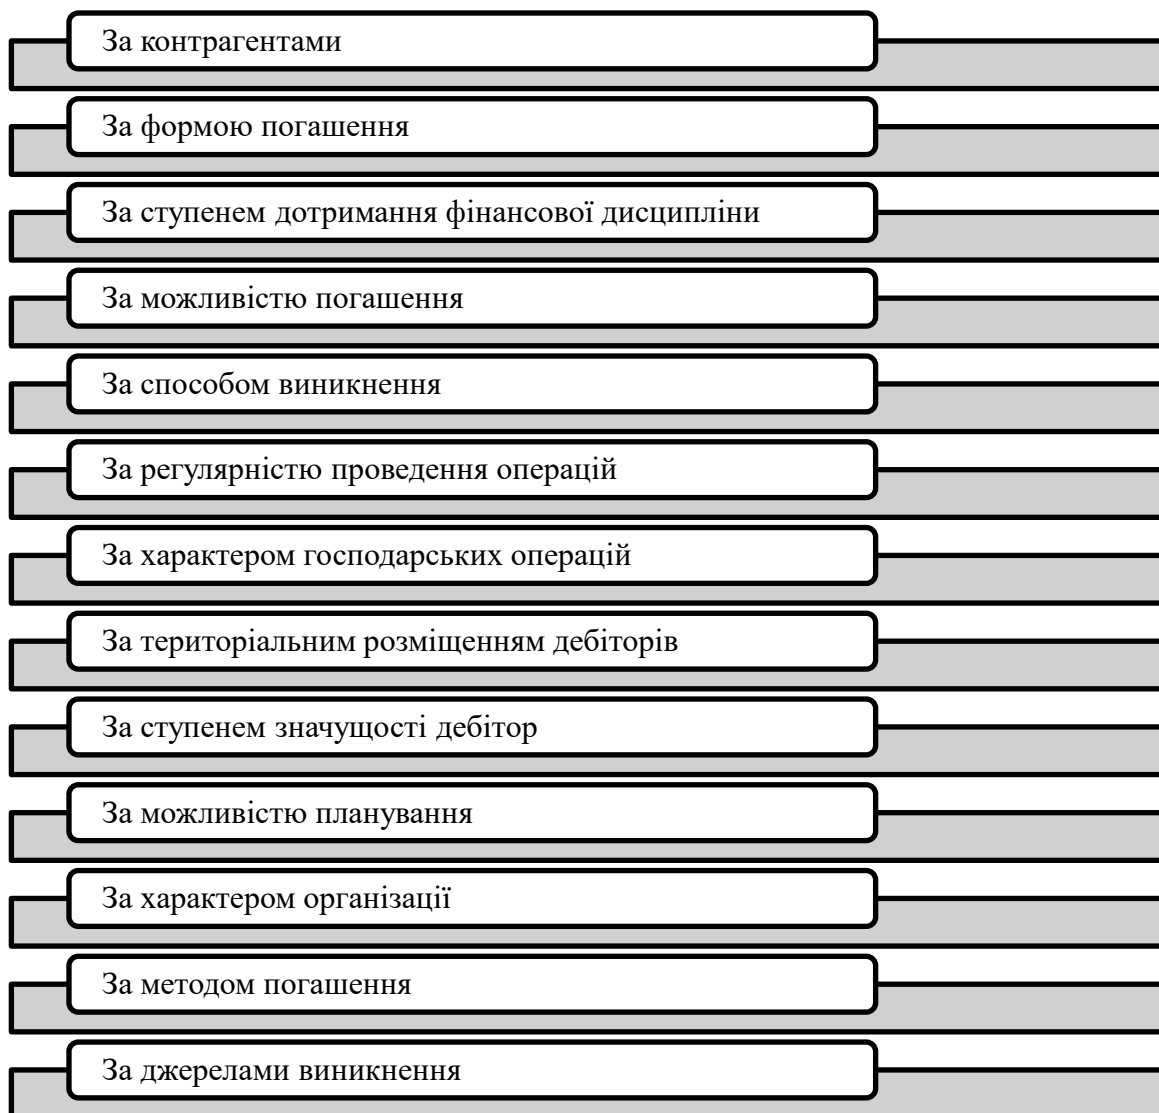 За контрагентами
За формою погашення
За ступенем дотримання фінансової дисципліни
За можливістю погашення
За способом виникнення
За регулярністю проведення операцій
За характером господарських операцій
За територіальним розміщенням дебіторів
За ступенем значущості дебітор
За можливістю планування
За характером організації
За методом погашення
За джерелами виникнення